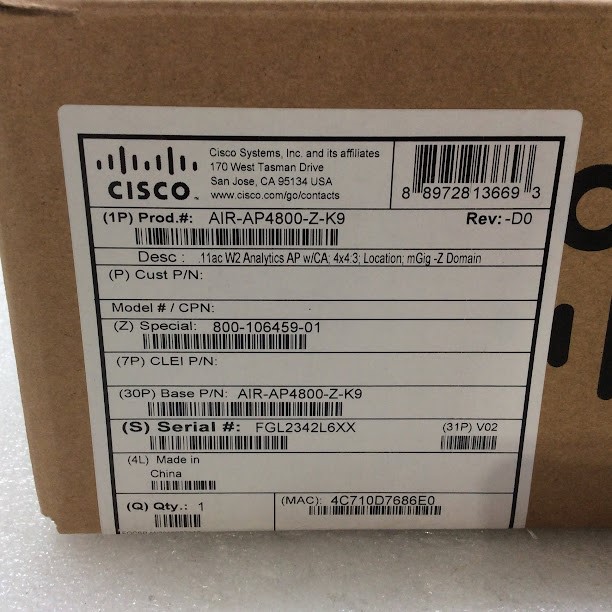 CISCO
Cisco Systems, Inc. and its affiliates
170 West Tasman Drive
San Jose, CA 95134 USA
www.cisco.com/go/contacts
8 89728 13669 3
(1P) Prod.#: AIR-AP4800-Z-K9
Rev:-D0
Desc : .11ac W2 Analytics AP w/CA; 4x4:3; Location; mGig -Z Domain
(P) Cust P/N:
Model # / CPN:
(Z) Special: 800-106459-01
(7P) CLEI P/N:
(30P) Base P/N: AIR-AP4800-Z-K9
(S) Serial #: FGL2342L6XX
(31P) V02
(4L) Made in
China
(Q) Qty.: 1
(MAC): 4C710D7686E0